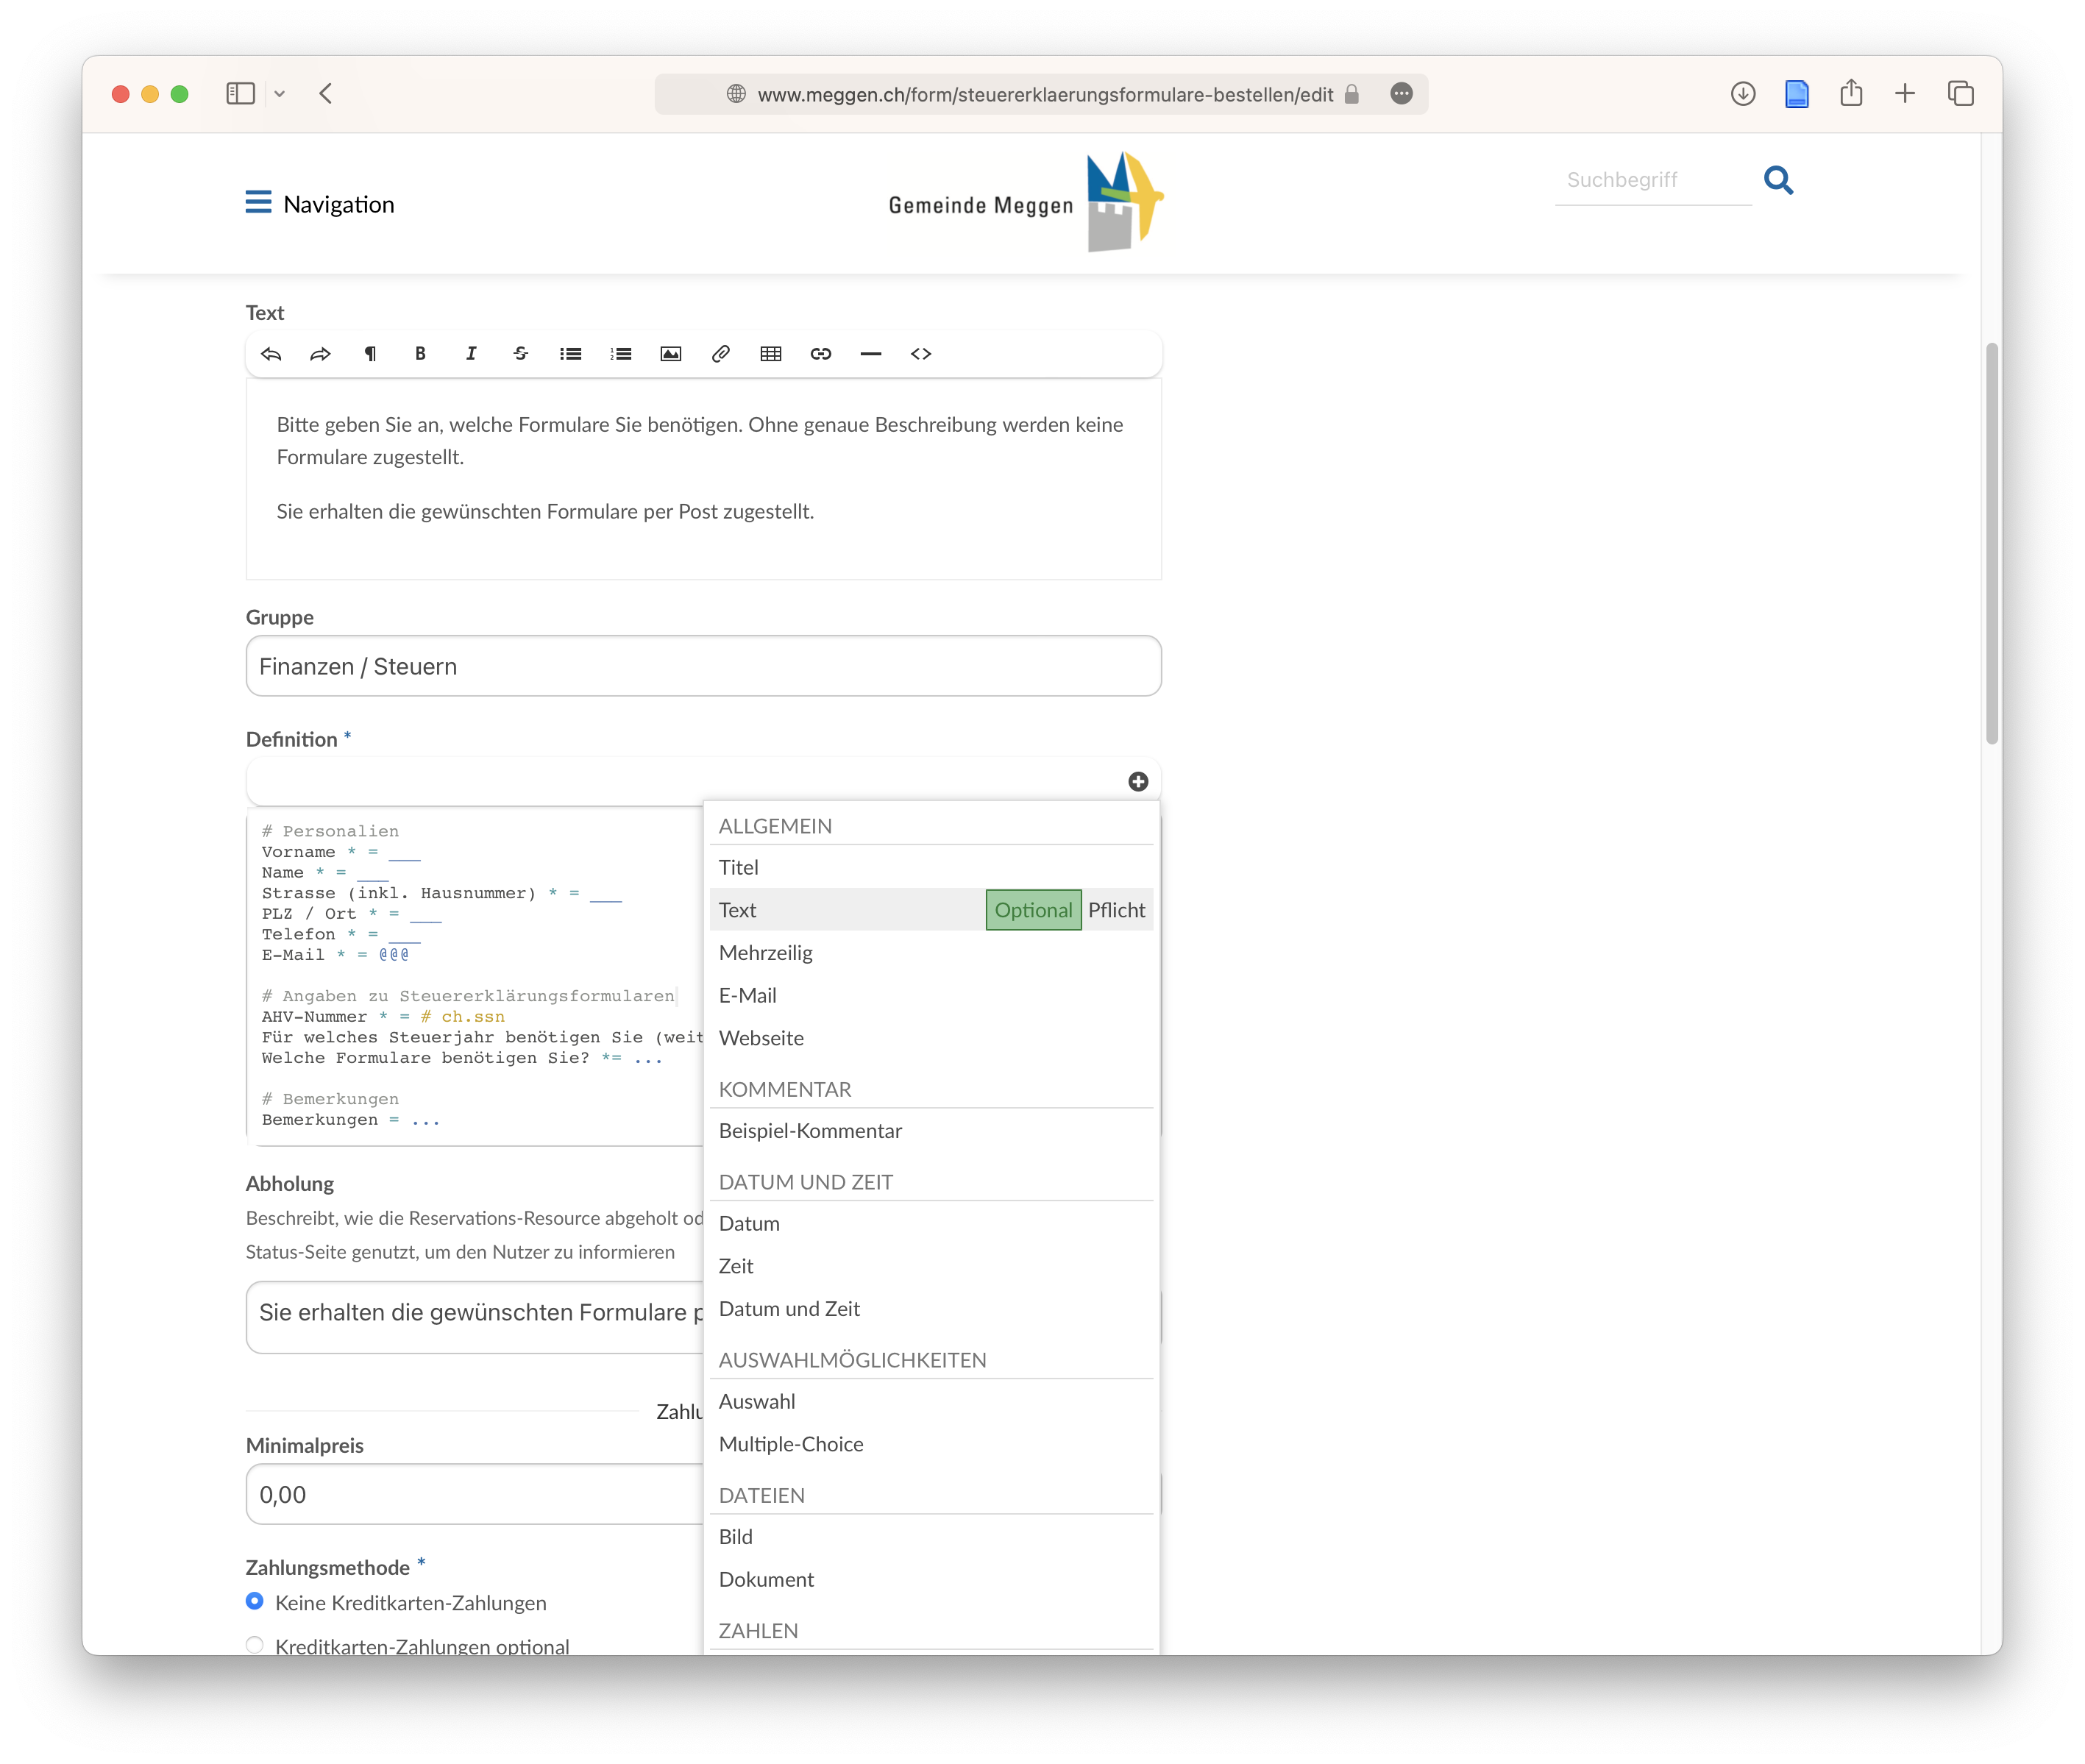 www.meggen.ch/form/steuererklaerungsformulare-bestellen/edit
Navigation
Gemeinde Meggen
Suchbegriff
Text
Bitte geben Sie an, welche Formulare Sie benötigen. Ohne genaue Beschreibung werden keine
Formulare zugestellt.
Sie erhalten die gewünschten Formulare per Post zugestellt.
Gruppe
Finanzen / Steuern
Definition *
# Personalien
Vorname * = ___
Name * = ___
Strasse (inkl. Hausnummer) * = ___
PLZ / Ort * = ___
Telefon * = ___
E-Mail * = @@@
# Angaben zu Steuererklärungsformularen
AHV-Nummer * = # ch.ssn
Für welches Steuerjahr benötigen Sie (weit
Welche Formulare benötigen Sie? *= ...
# Bemerkungen
Bemerkungen = ...
ALLGEMEIN
Titel
Text Optional Pflicht
Mehrzeilig
E-Mail
Webseite
KOMMENTAR
Beispiel-Kommentar
DATUM UND ZEIT
Datum
Zeit
Datum und Zeit
AUSWAHLMÖGLICHKEITEN
Auswahl
Multiple-Choice
DATEIEN
Bild
Dokument
ZAHLEN
Abholung
Beschreibt, wie die Reservations-Resource abgeholt od
Status-Seite genutzt, um den Nutzer zu informieren
Sie erhalten die gewünschten Formulare p
Zahlu
Minimalpreis
0,00
Zahlungsmethode *
Keine Kreditkarten-Zahlungen
Kreditkarten-Zahlungen optional